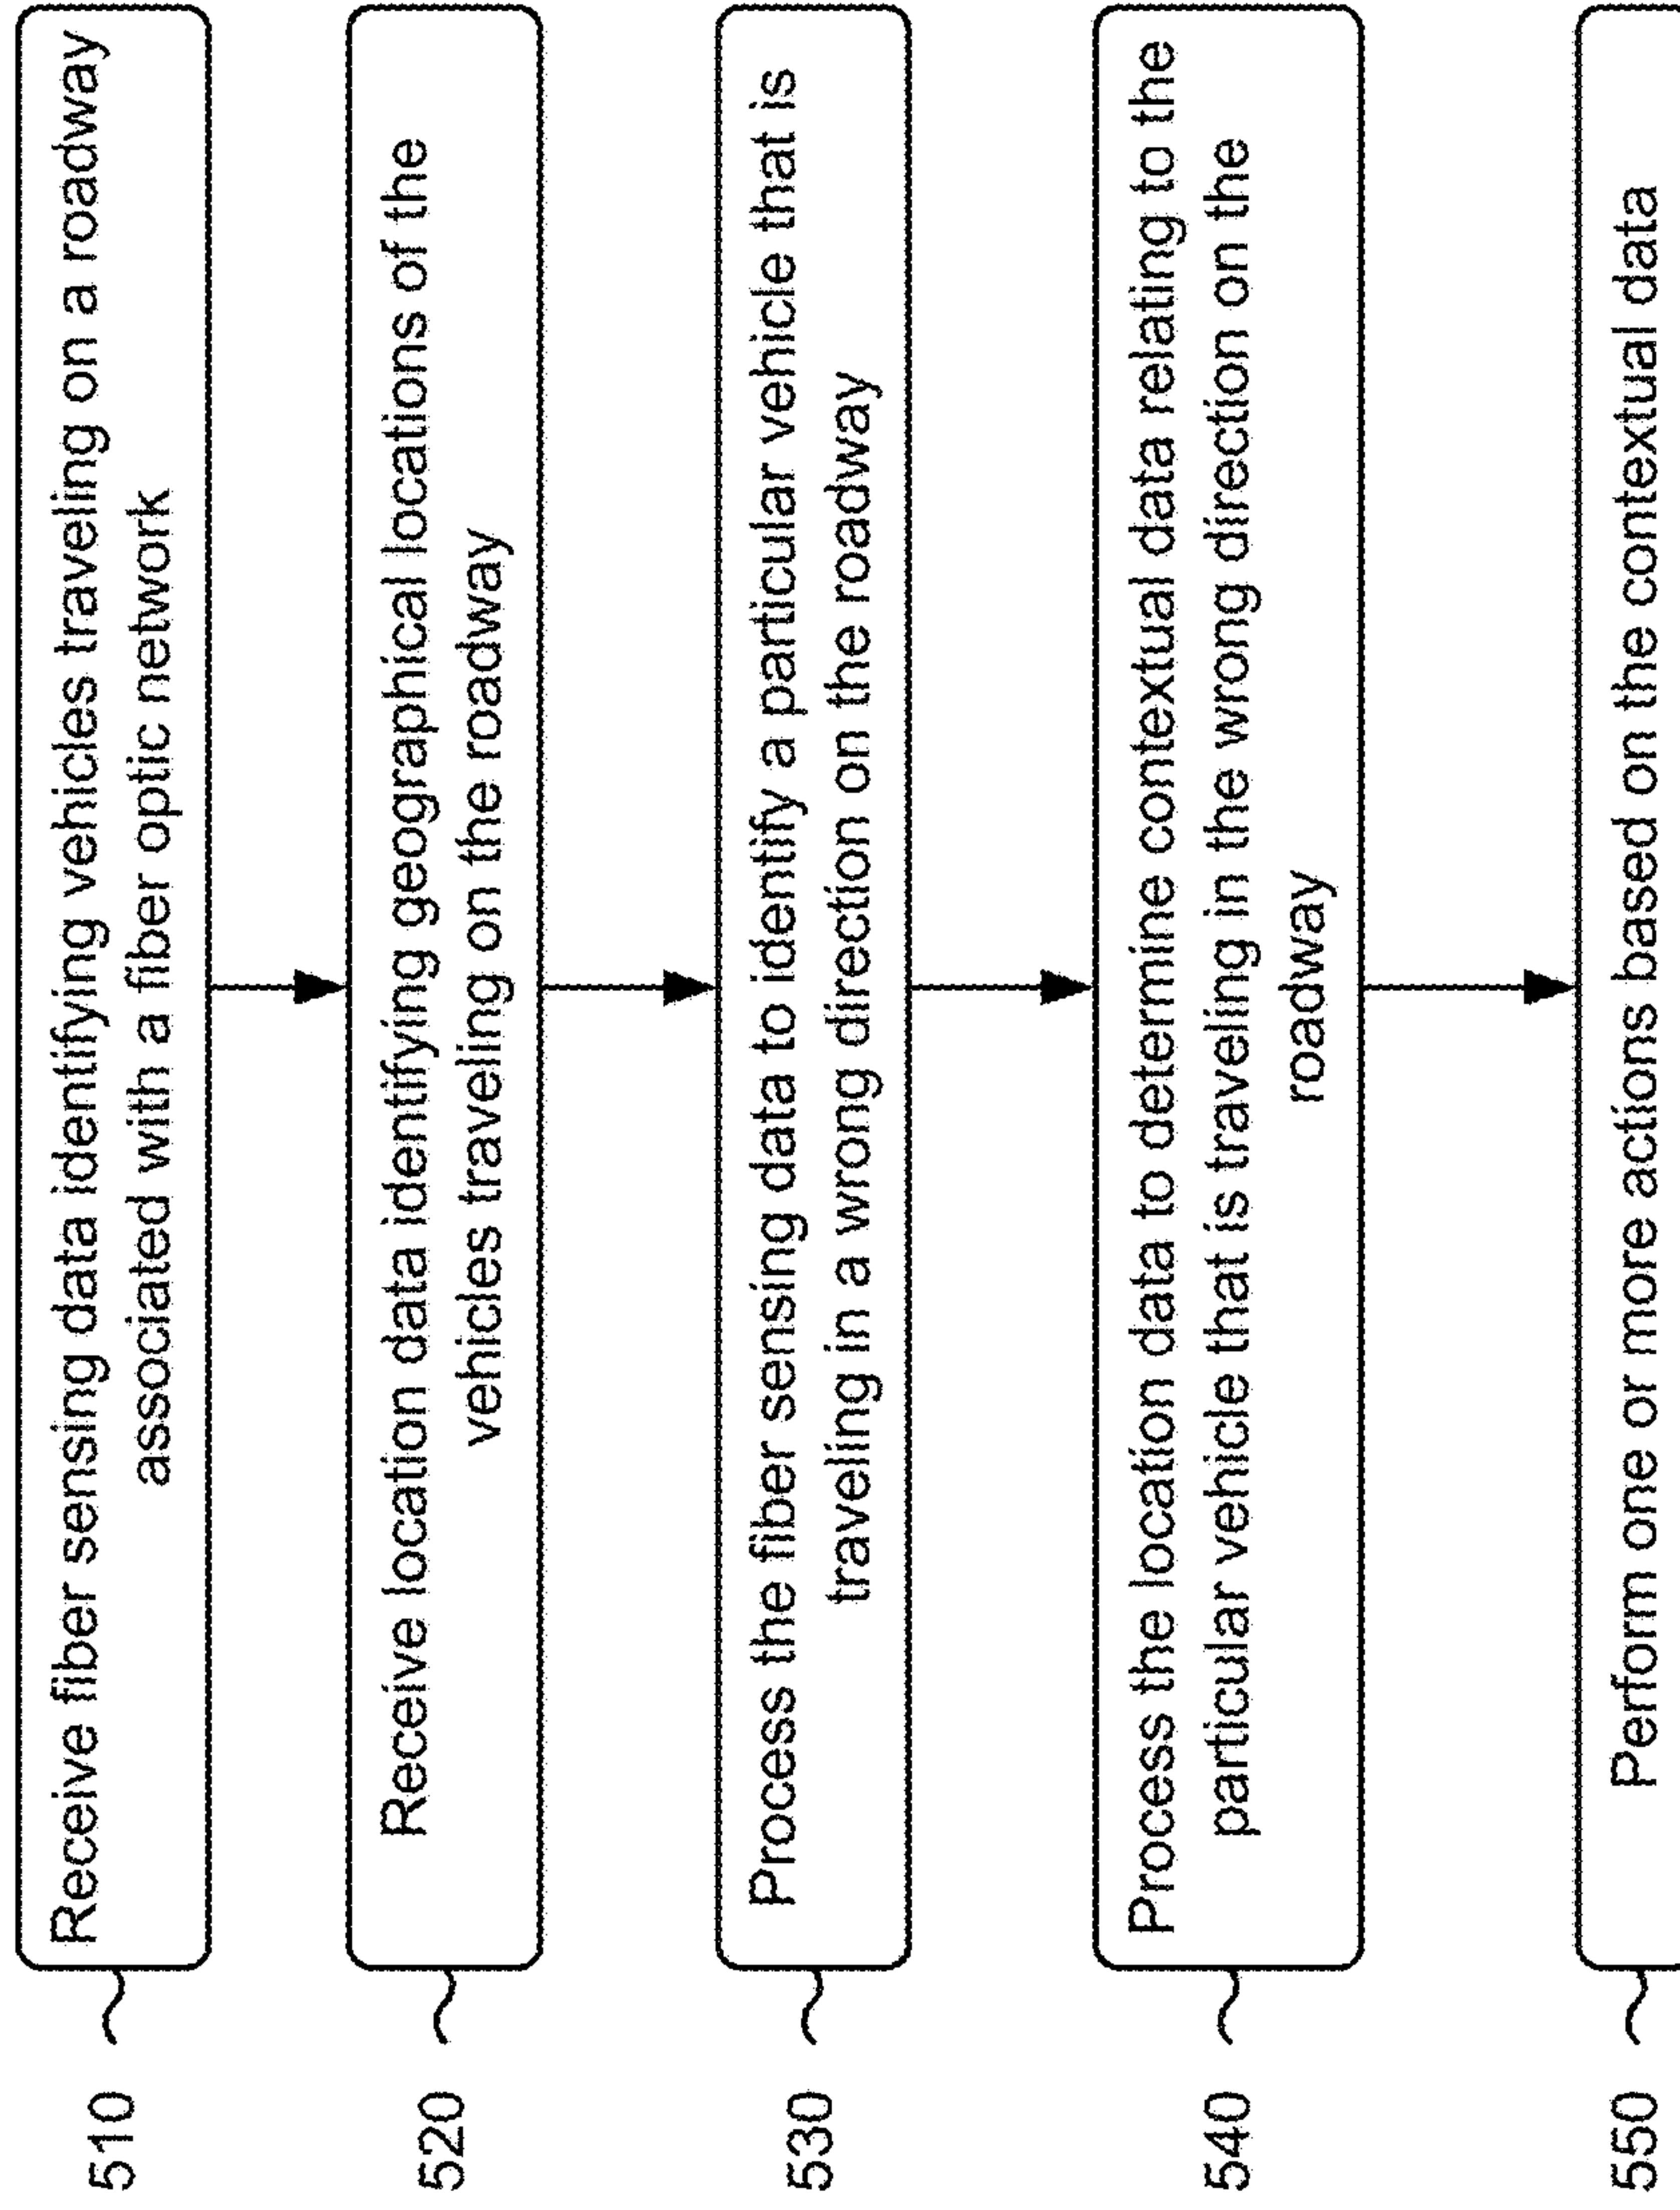 510
Receive fiber sensing data identifying vehicles traveling on a roadway
associated with a fiber optic network
520
Receive location data identifying geographical locations of the
vehicles traveling on the roadway
530
Process the fiber sensing data to identify a particular vehicle that is
traveling in a wrong direction on the roadway
540
Process the location data to determine contextual data relating to the
particular vehicle that is traveling in the wrong direction on the
roadway
550
Perform one or more actions based on the contextual data